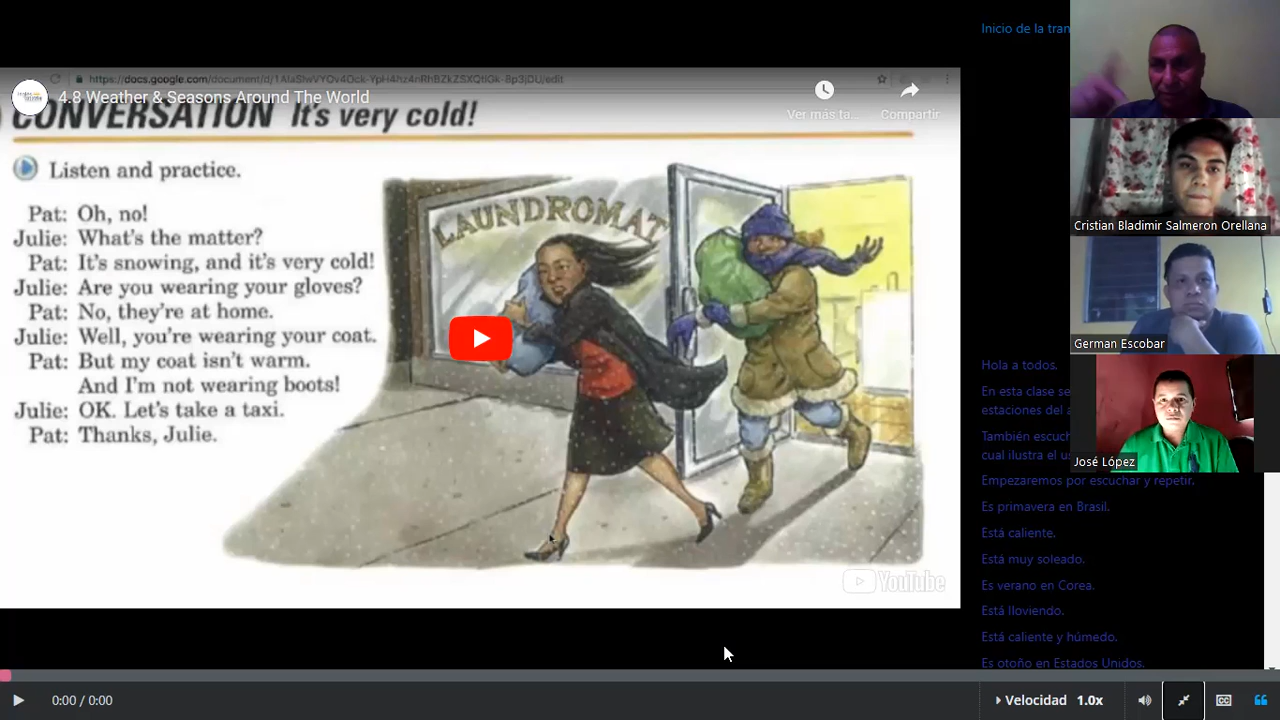 Inicio de la tran
https://docs.google.com/document/d/
4.8 Weather & Seasons Around The World
Ver más ta...
Compartir
CONVERSATION It's very cold!
Listen and practice.
Pat: Oh, no!
Julie: What's the matter?
Pat: It's snowing, and it's very cold!
Julie: Are you wearing your gloves?
Pat: No, they're at home.
Julie: Well, you're wearing your coat.
Pat: But my coat isn't warm.
And I'm not wearing boots!
Julie: OK. Let's take a taxi.
Pat: Thanks, Julie.
LAUNDROMAT
YouTube
Cristian Bladimir Salmeron Orellana
German Escobar
José López
Hola a todos.
En esta clase se
estaciones del a
También escuch
cual ilustra el u
Empezaremos por escuchar y repetir.
Es primavera en Brasil.
Está caliente.
Está muy soleado.
Es verano en Corea.
Está lloviendo.
Está caliente y húmedo.
Es otoño en Estados Unidos.
0:00 / 0:00
Velocidad 1.0x
CC